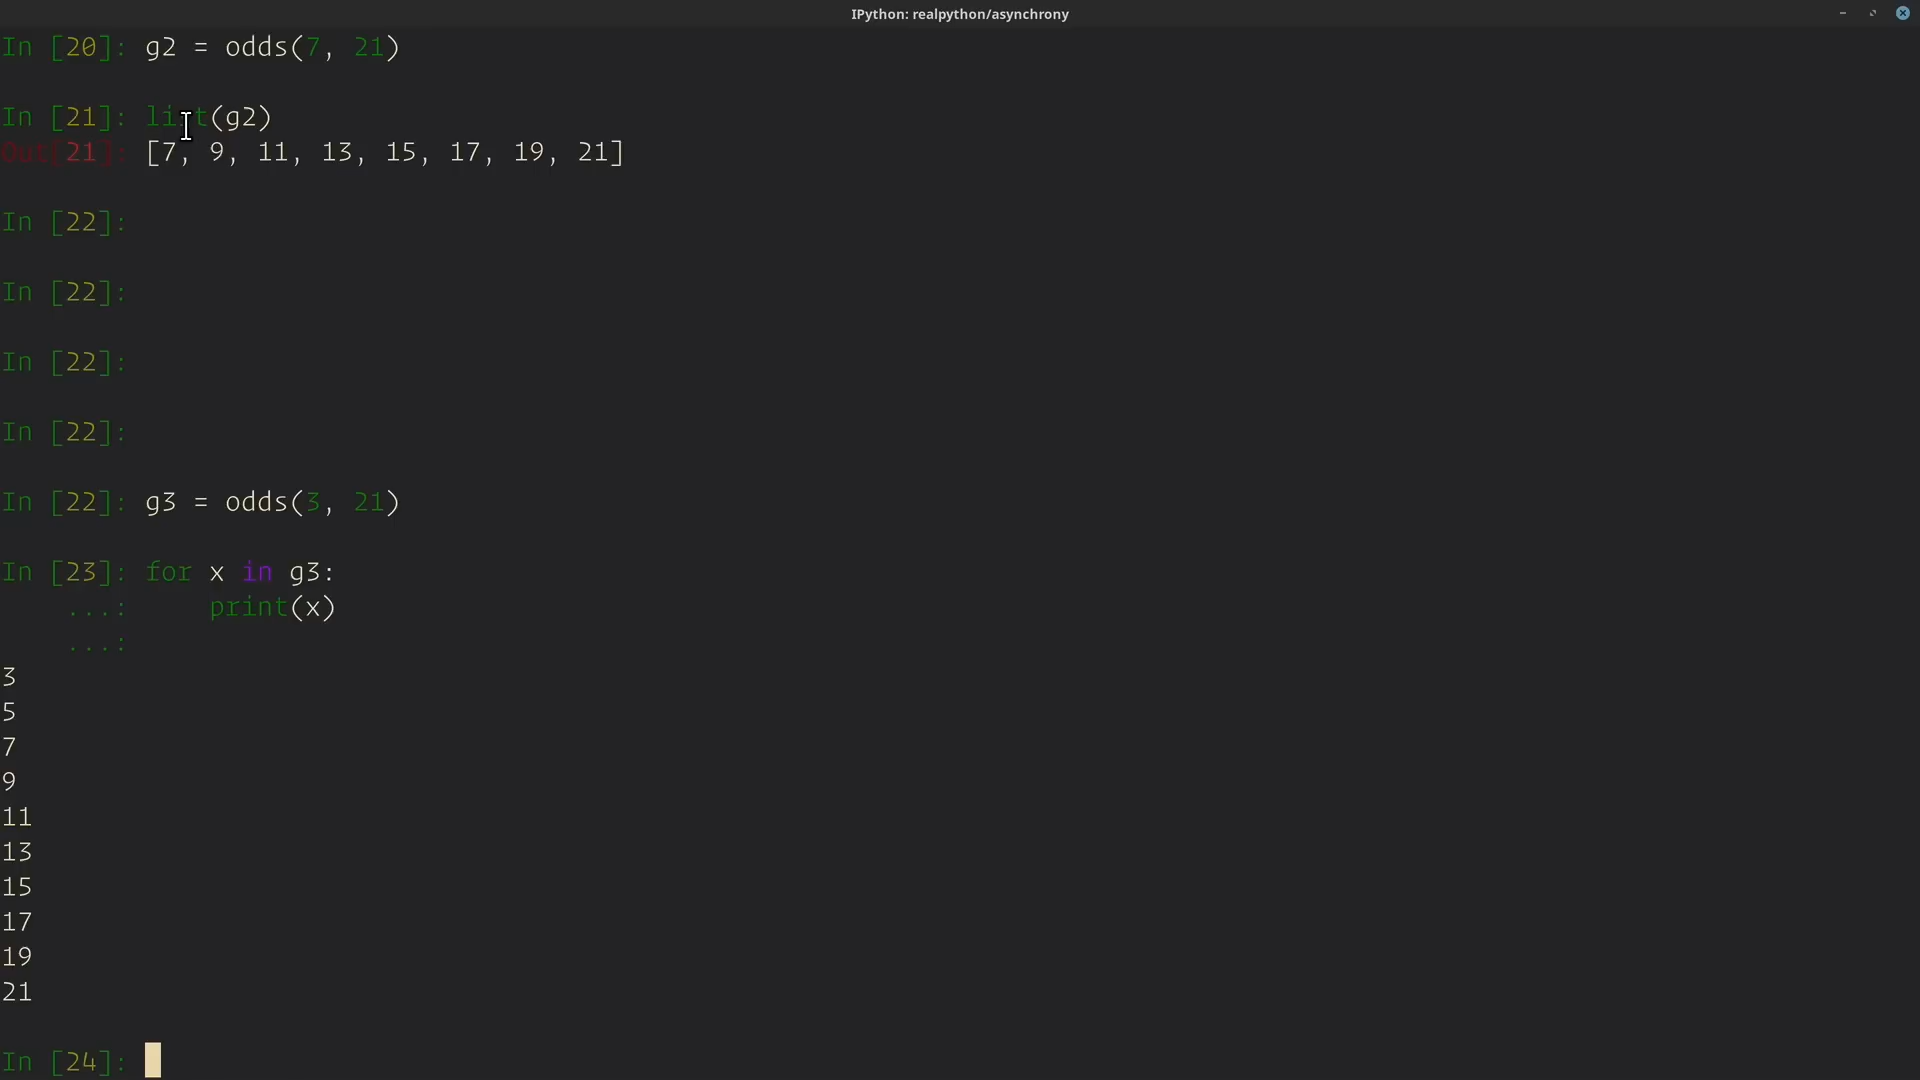 IPython: realpython/asynchrony
In [20]: g2 = odds(7, 21)
In [21]: list(g2)
Out[21]: [7, 9, 11, 13, 15, 17, 19, 21]
In [22]:
In [22]:
In [22]:
In [22]:
In [22]: g3 = odds(3, 21)
In [23]: for x in g3:
    ...:     print(x)
    ...:
3
5
7
9
11
13
15
17
19
21
In [24]: